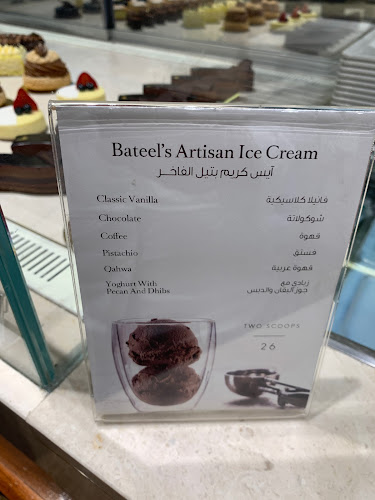 Bateel's Artisan Ice Cream
آيس كريم بتيل الفاخر
Classic Vanilla فانيلا كلاسيكية
Chocolate شوكولاتة
Coffee قهوة
Pistachio فستق
Qahwa قهوة عربية
Yoghurt With زبادي مع
Pecan And Dhibs جوز البقان والدبس
TWO SCOOPS
26